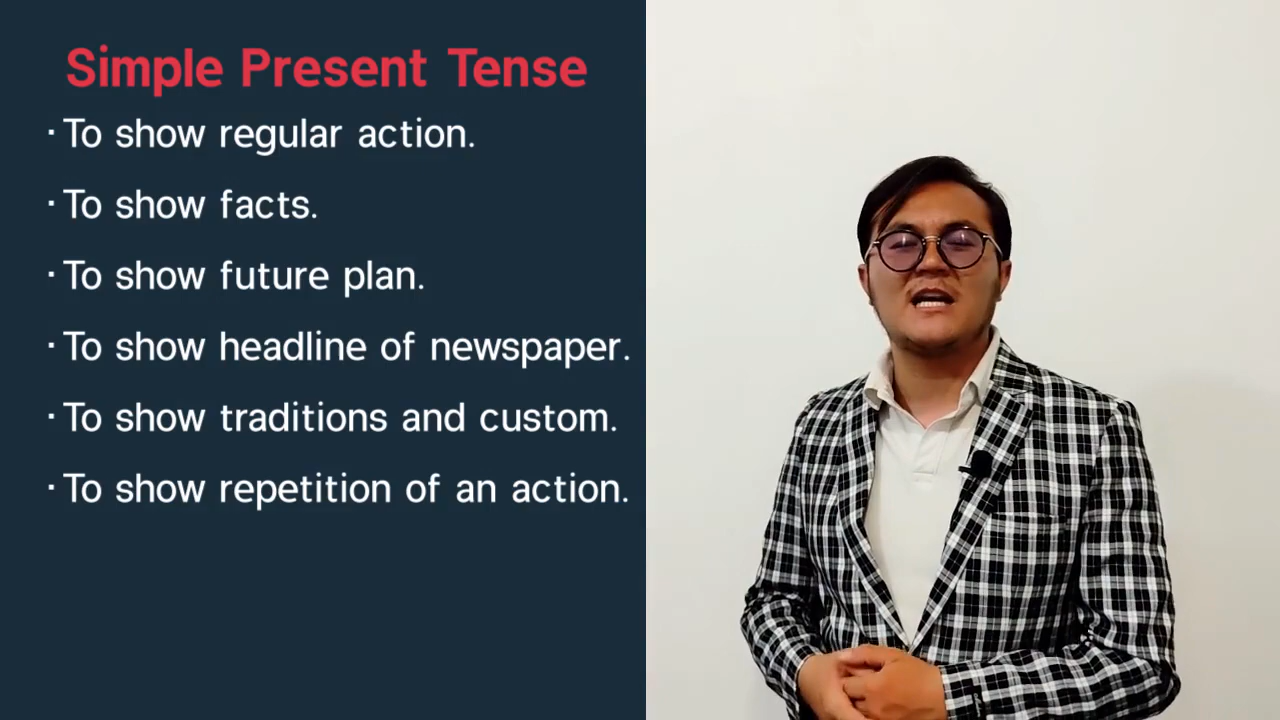 Simple Present Tense
· To show regular action.
· To show facts.
· To show future plan.
· To show headline of newspaper.
· To show traditions and custom.
· To show repetition of an action.